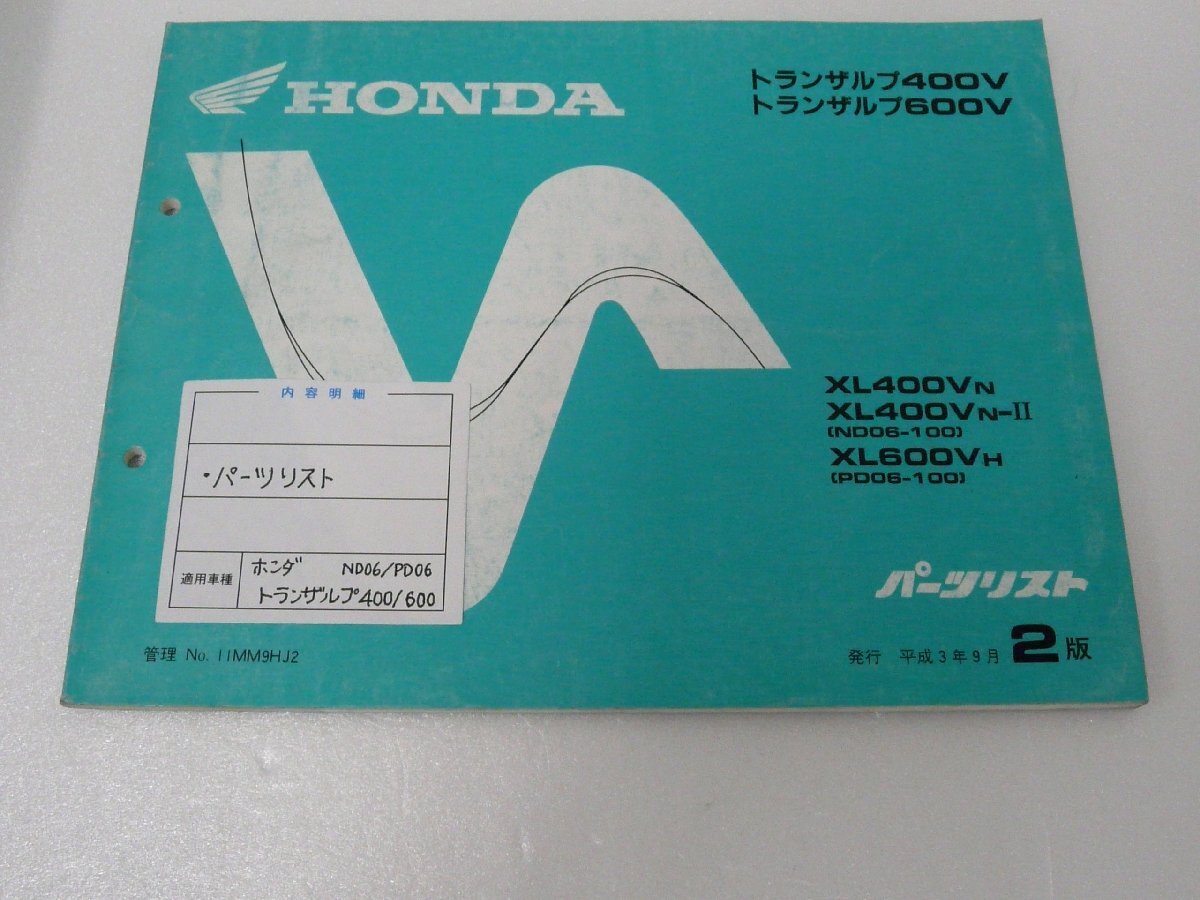 HONDA
トランザルプ400V
トランザルプ600V
XL400VN
XL400VN-II
(ND06-100)
XL600VH
(PD06-100)
内容明細
・パーツリスト
適用車種
ホンダ ND06/PD06
トランザルプ400/600
パーツリスト
管理 No. 11MM9HJ2
発行 平成3年9月 2版